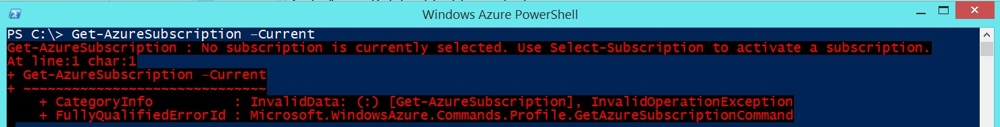 Windows Azure PowerShell
PS C:\> Get-AzureSubscription –Current
Get-AzureSubscription : No subscription is currently selected. Use Select-Subscription to activate a subscription.
At line:1 char:1
+ Get-AzureSubscription –Current
+ ~~~~~~~~~~~~~~~~~~~~~~~~~~~~~~
    + CategoryInfo          : InvalidData: (:) [Get-AzureSubscription], InvalidOperationException
    + FullyQualifiedErrorId : Microsoft.WindowsAzure.Commands.Profile.GetAzureSubscriptionCommand